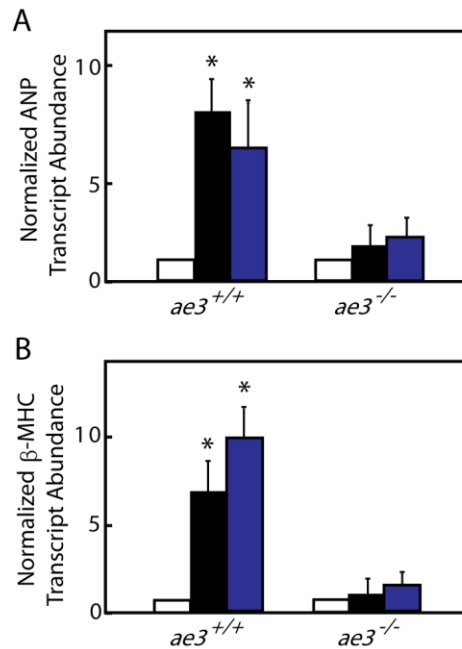 A
Normalized ANP
Transcript Abundance
10
5
0
* *
ae3+/+ ae3-/-
B
Normalized β-MHC
Transcript Abundance
10
5
0
* *
ae3+/+ ae3-/-